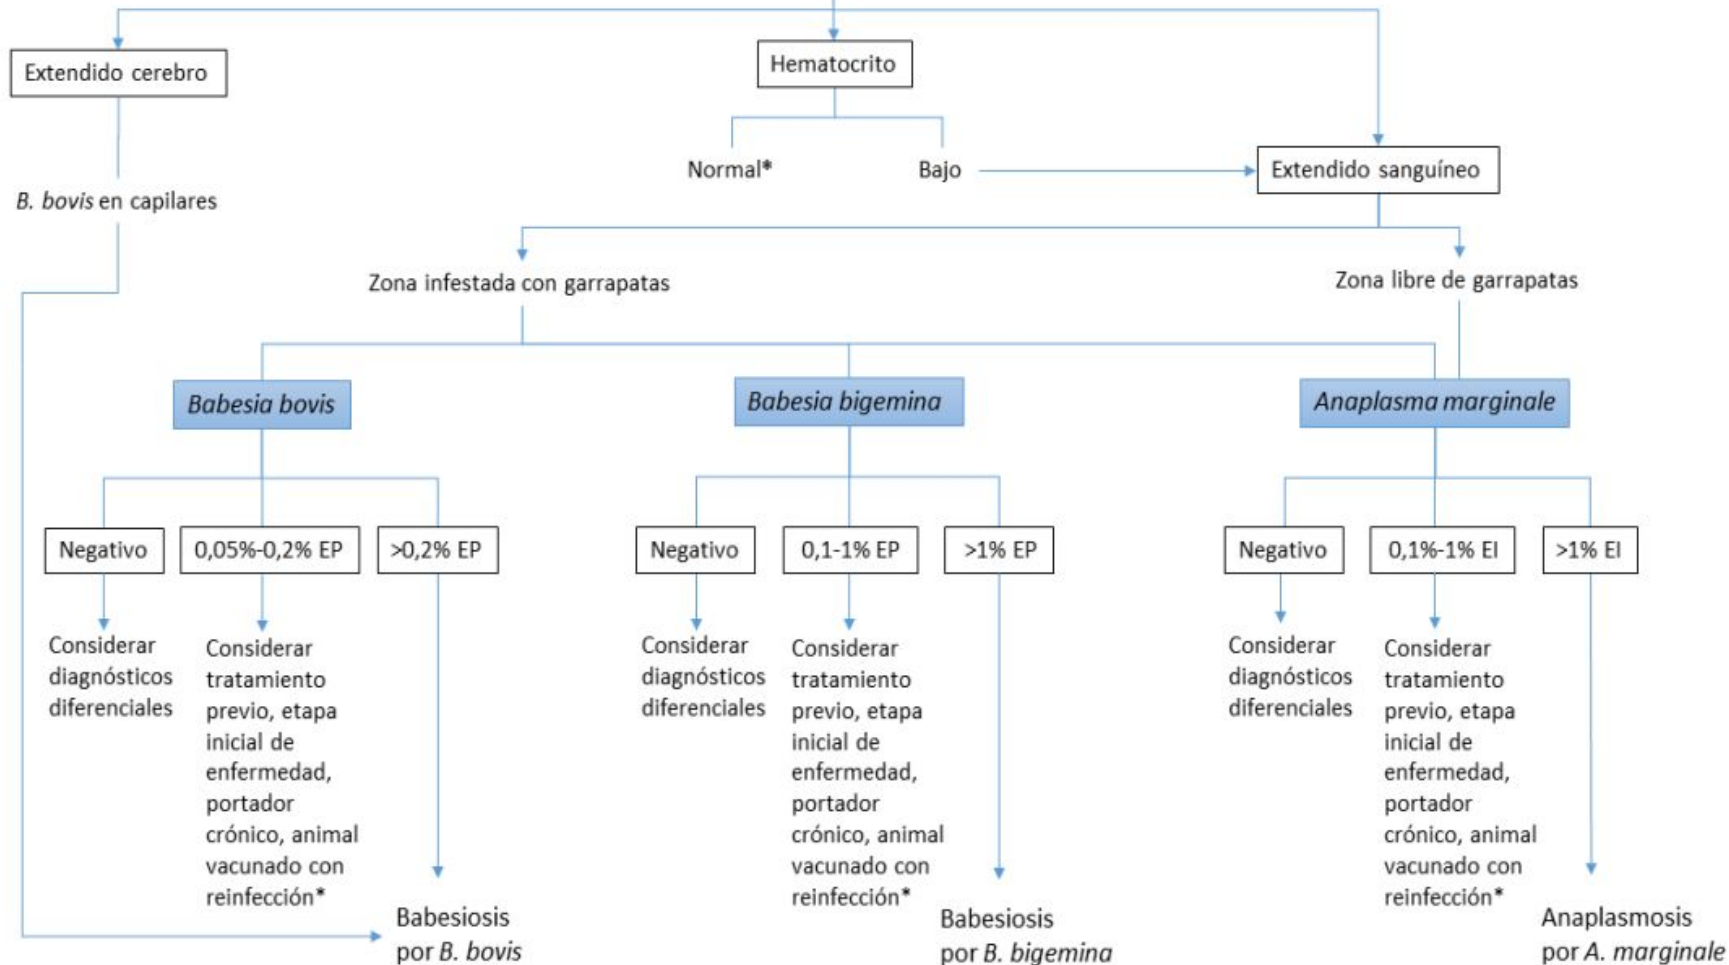 Extendido cerebro
Hematocrito
Normal*
Bajo
Extendido sanguíneo
B. bovis en capilares
Zona infestada con garrapatas
Zona libre de garrapatas
Babesia bovis
Babesia bigemina
Anaplasma marginale
Negativo
0,05%-0,2% EP
>0,2% EP
Negativo
0,1-1% EP
>1% EP
Negativo
0,1%-1% EI
>1% EI
Considerar
diagnósticos
diferenciales
Considerar
tratamiento
previo, etapa
inicial de
enfermedad,
portador
crónico, animal
vacunado con
reinfección*
Babesiosis
por B. bovis
Considerar
diagnósticos
diferenciales
Considerar
tratamiento
previo, etapa
inicial de
enfermedad,
portador
crónico, animal
vacunado con
reinfección*
Babesiosis
por B. bigemina
Considerar
diagnósticos
diferenciales
Considerar
tratamiento
previo, etapa
inicial de
enfermedad,
portador
crónico, animal
vacunado con
reinfección*
Anaplasmosis
por A. marginale